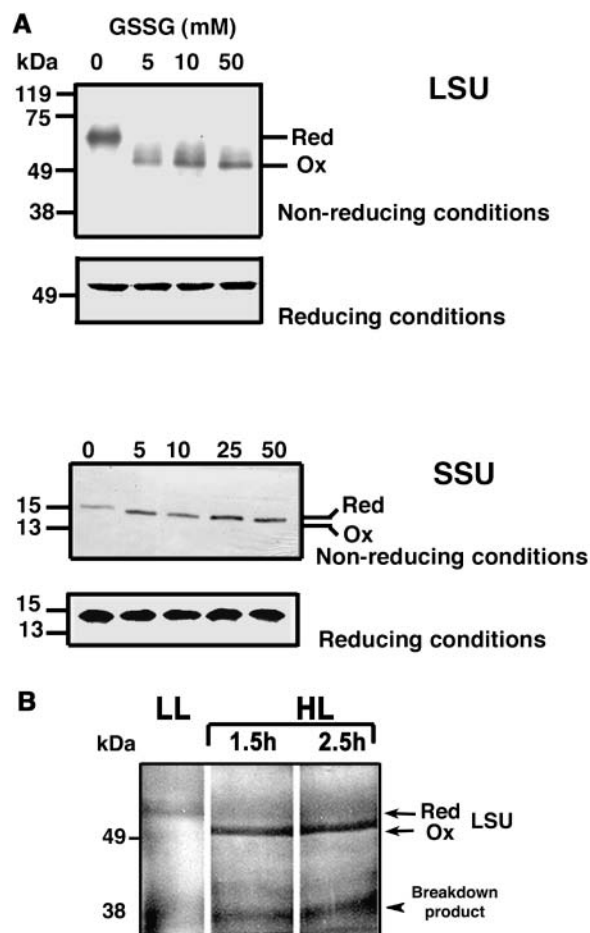 A
GSSG (mM)
kDa 0 5 10 50
LSU
119
75
Red
49
Ox
38
Non-reducing conditions
49
Reducing conditions
0 5 10 25 50
SSU
15
Red
13
Ox
Non-reducing conditions
15
13
Reducing conditions
B
LL HL
kDa 1.5h 2.5h
Red
Ox LSU
49
Breakdown
product
38